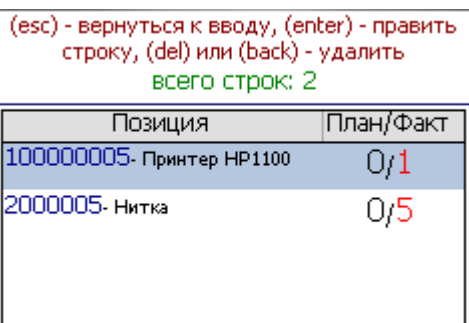 (esc) - вернуться к вводу, (enter) - править
строку, (del) или (back) - удалить
всего строк: 2
Позиция План/Факт
100000005- Принтер HP1100 0/1
2000005- Нитка 0/5